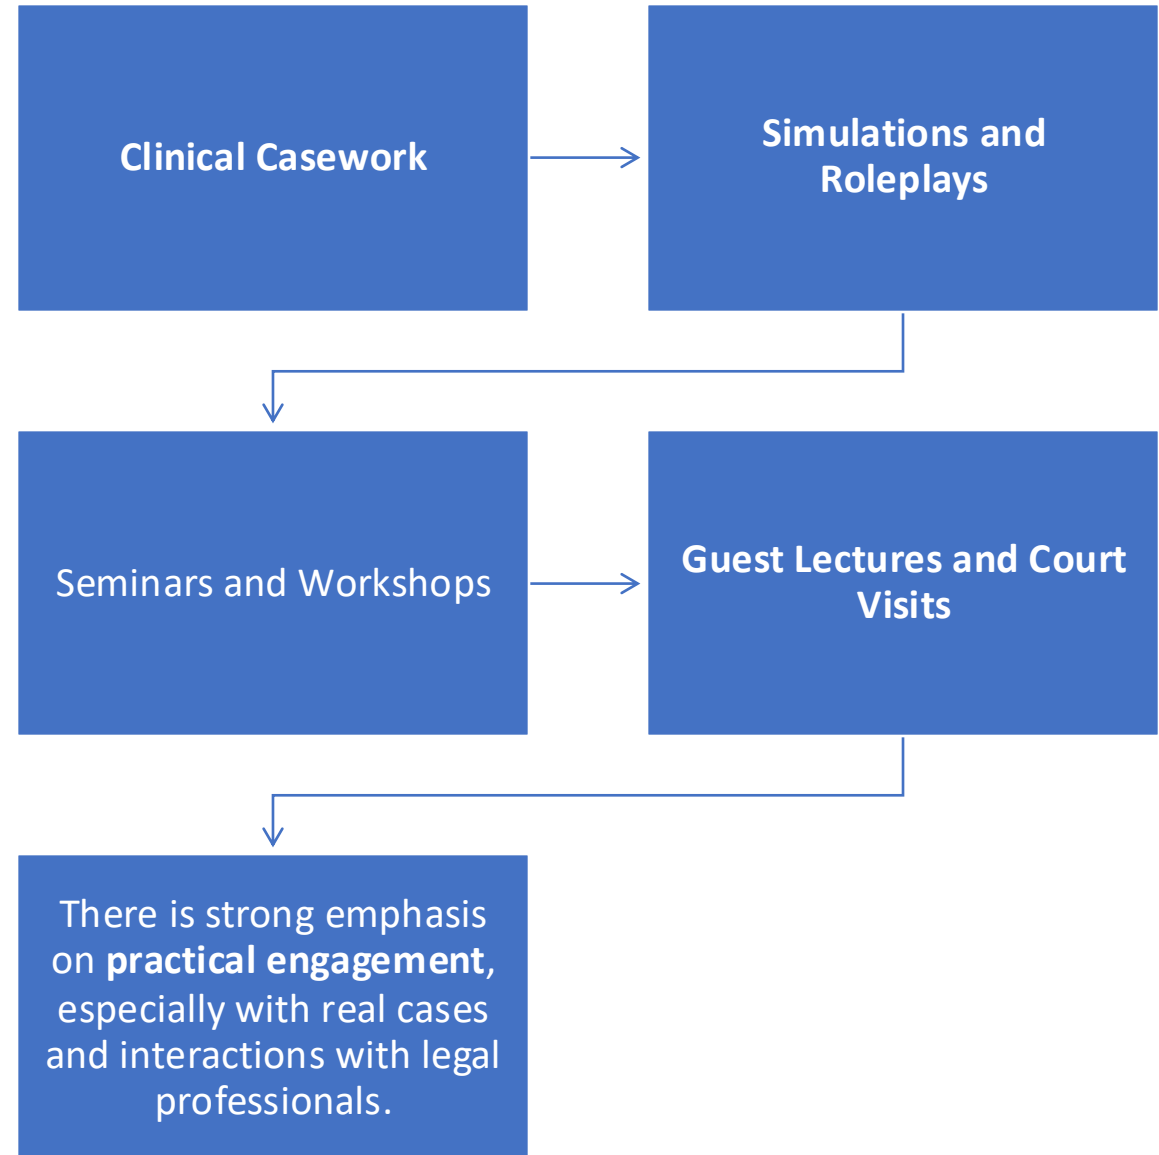 Clinical Casework
Simulations and
Roleplays
Seminars and Workshops
Guest Lectures and Court
Visits
There is strong emphasis
on practical engagement,
especially with real cases
and interactions with legal
professionals.